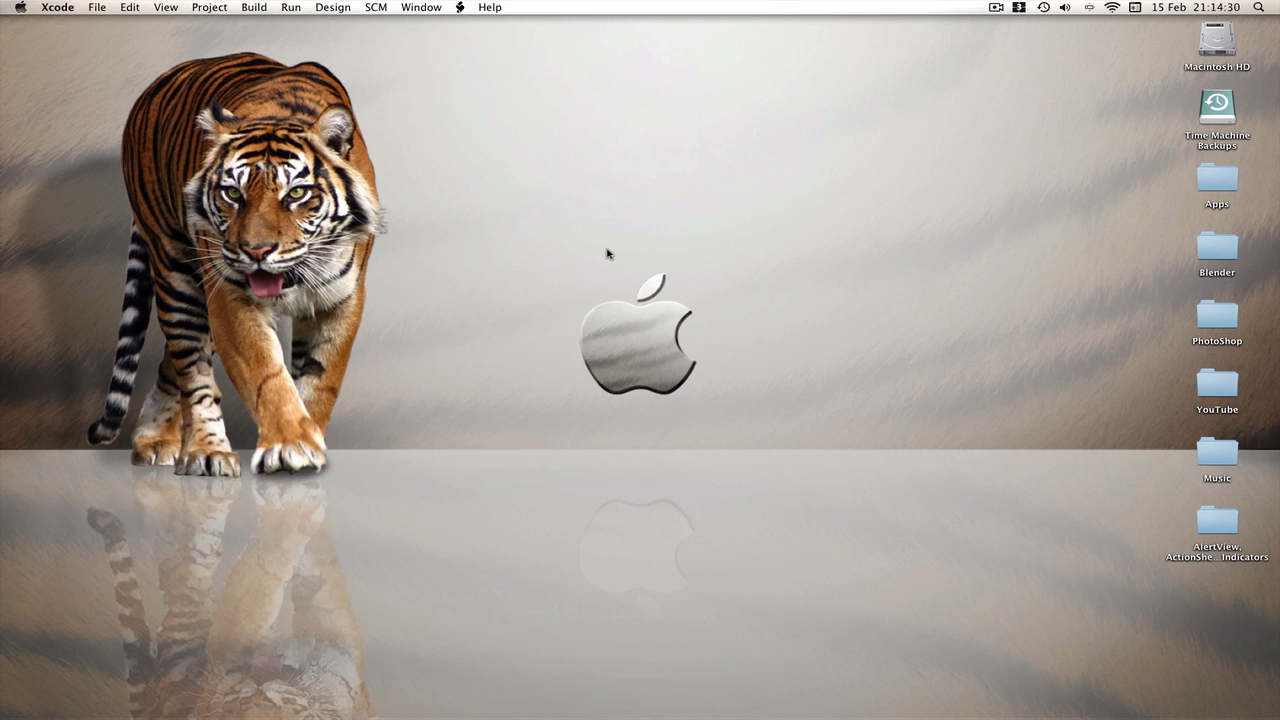 Xcode File Edit View Project Build Run Design SCM Window Help 15 Feb 21:14:30
Macintosh HD
Time Machine
Backups
Apps
Blender
PhotoShop
YouTube
Music
AlertView,
ActionShe...Indicators